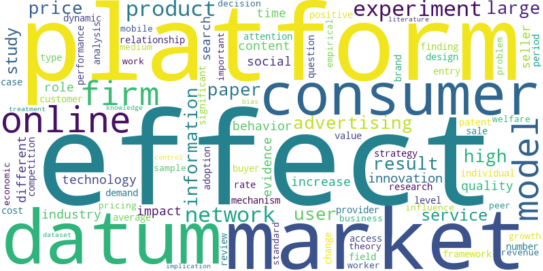 price
dynamic
product
decision
time
experiment
positive
large
literature
mobile
relationship
analysis
performance
medium
work
study
case
type
role
customer
platform
search
important
attention
content
social
question
empirical
brand
finding
design
entry
problem
seller
period
treatment
knowledge
firm
significant
paper
bias
consumer
online
information
behavior
advertising
patent
welfare
sale
economic
different
competition
effect
control
sample
adoption
evidence
value
buyer
rate
mechanism
increase
strategy
result
innovation
research
high
individual
quality
model
technology
cost
demand
industry
pricing
average
impact
network
user
level
influence
provider
business
peer
service
datum
dataset
implication
review
standard
market
change
access
theory
field
worker
framework
growth
number
revenue